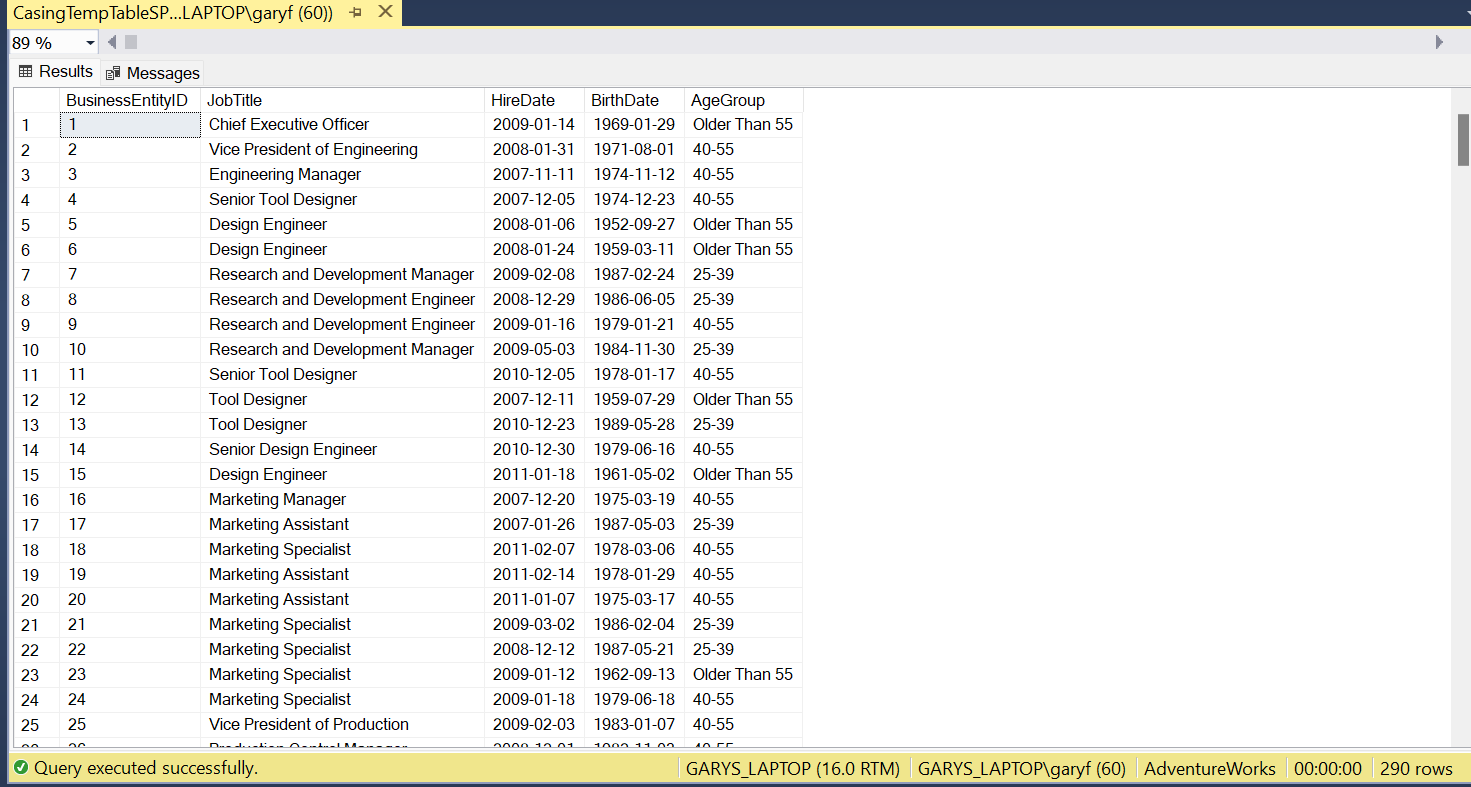 CasingTempTableSP...LAPTOP\garyf (60))
89 %
Results Messages
BusinessEntityID JobTitle HireDate BirthDate AgeGroup
1 1 Chief Executive Officer 2009-01-14 1969-01-29 Older Than 55
2 2 Vice President of Engineering 2008-01-31 1971-08-01 40-55
3 3 Engineering Manager 2007-11-11 1974-11-12 40-55
4 4 Senior Tool Designer 2007-12-05 1974-12-23 40-55
5 5 Design Engineer 2008-01-06 1952-09-27 Older Than 55
6 6 Design Engineer 2008-01-24 1959-03-11 Older Than 55
7 7 Research and Development Manager 2009-02-08 1987-02-24 25-39
8 8 Research and Development Engineer 2008-12-29 1986-06-05 25-39
9 9 Research and Development Engineer 2009-01-16 1979-01-21 40-55
10 10 Research and Development Manager 2009-05-03 1984-11-30 25-39
11 11 Senior Tool Designer 2010-12-05 1978-01-17 40-55
12 12 Tool Designer 2007-12-11 1959-07-29 Older Than 55
13 13 Tool Designer 2010-12-23 1989-05-28 25-39
14 14 Senior Design Engineer 2010-12-30 1979-06-16 40-55
15 15 Design Engineer 2011-01-18 1961-05-02 Older Than 55
16 16 Marketing Manager 2007-12-20 1975-03-19 40-55
17 17 Marketing Assistant 2007-01-26 1987-05-03 25-39
18 18 Marketing Specialist 2011-02-07 1978-03-06 40-55
19 19 Marketing Assistant 2011-02-14 1978-01-29 40-55
20 20 Marketing Assistant 2011-01-07 1975-03-17 40-55
21 21 Marketing Specialist 2009-03-02 1986-02-04 25-39
22 22 Marketing Specialist 2008-12-12 1987-05-21 25-39
23 23 Marketing Specialist 2009-01-12 1962-09-13 Older Than 55
24 24 Marketing Specialist 2009-01-18 1979-06-18 40-55
25 25 Vice President of Production 2009-02-03 1983-01-07 40-55
Query executed successfully. GARYS_LAPTOP (16.0 RTM) GARYS_LAPTOP\garyf (60) AdventureWorks 00:00:00 290 rows